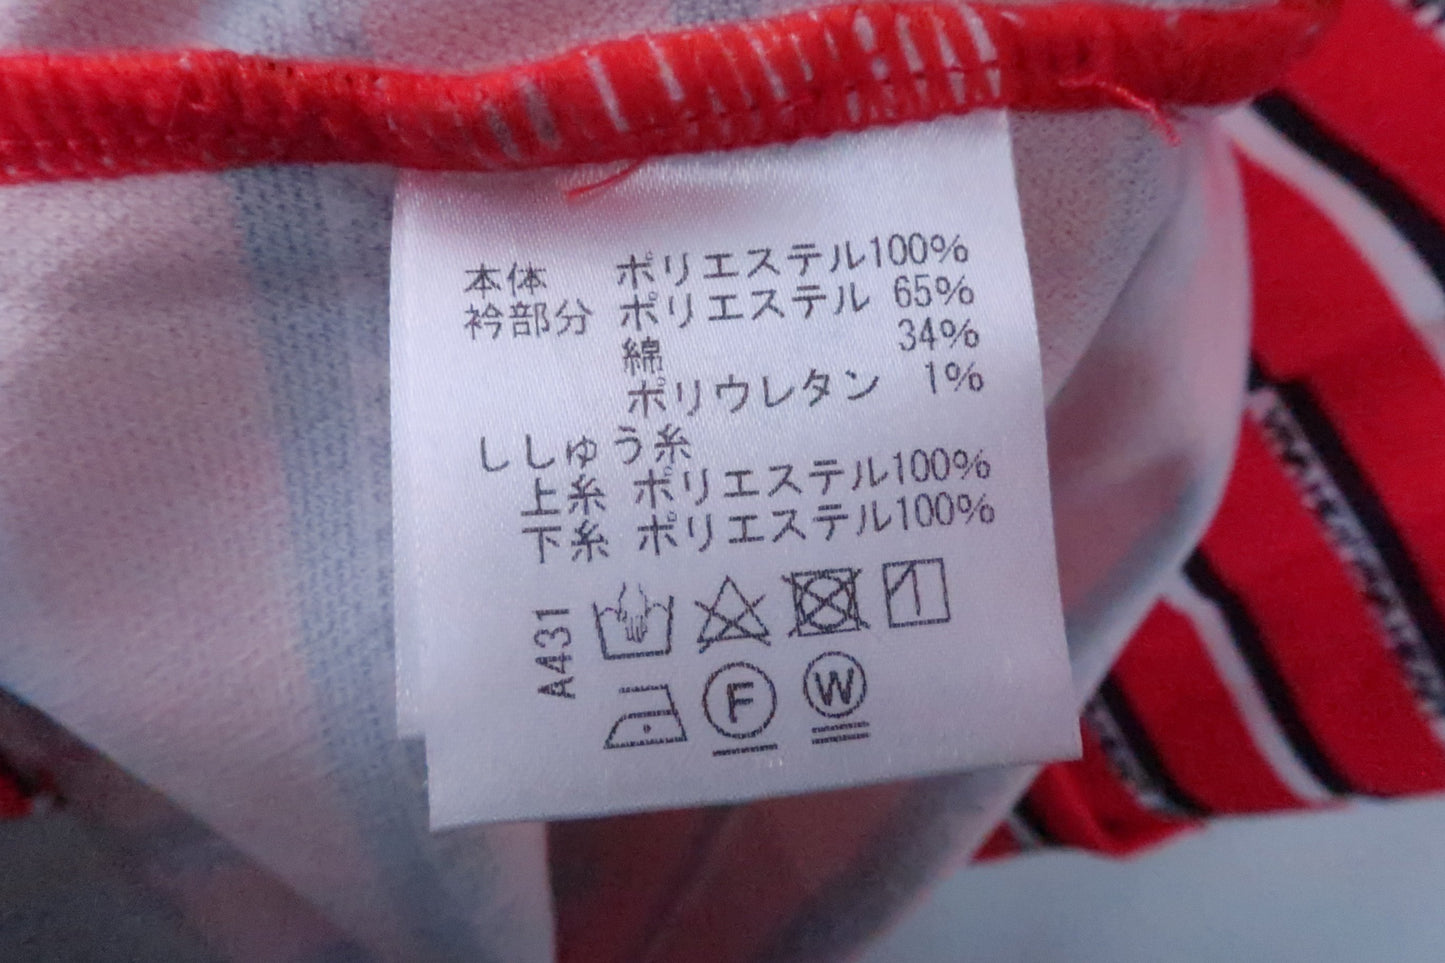 本体 ポリエステル100%
衿部分 ポリエステル 65%
綿 34%
ポリウレタン 1%
ししゅう糸
上糸 ポリエステル100%
下糸 ポリエステル100%
A431
F
W